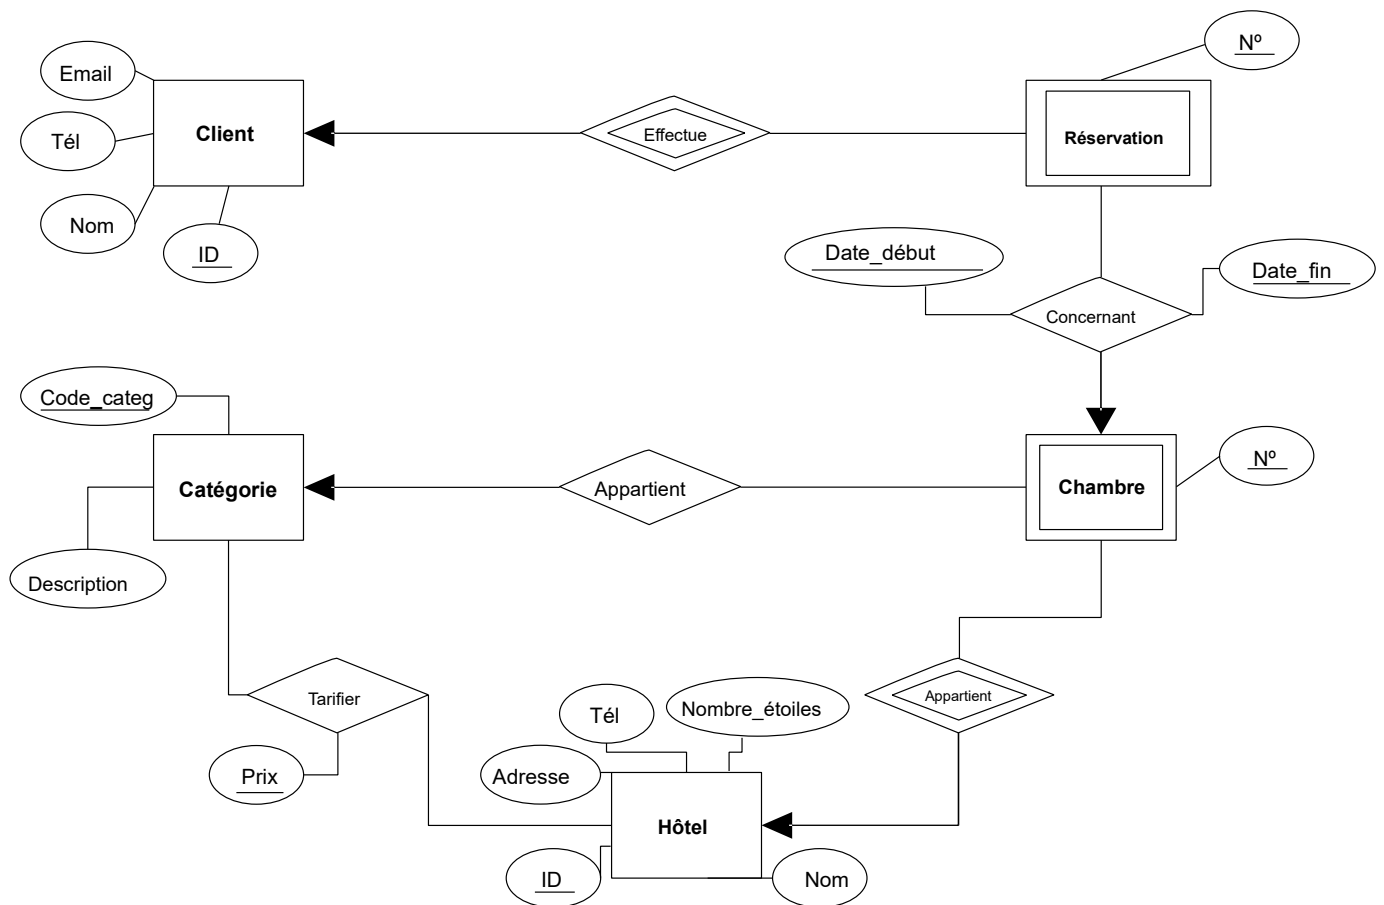 Nº
Email
Client
Effectue
Réservation
Tél
Nom
ID
Date_début
Date_fin
Concernant
Code_categ
Nº
Catégorie
Appartient
Chambre
Description
Tarifier
Appartient
Tél
Nombre_étoiles
Prix
Adresse
Hôtel
ID
Nom